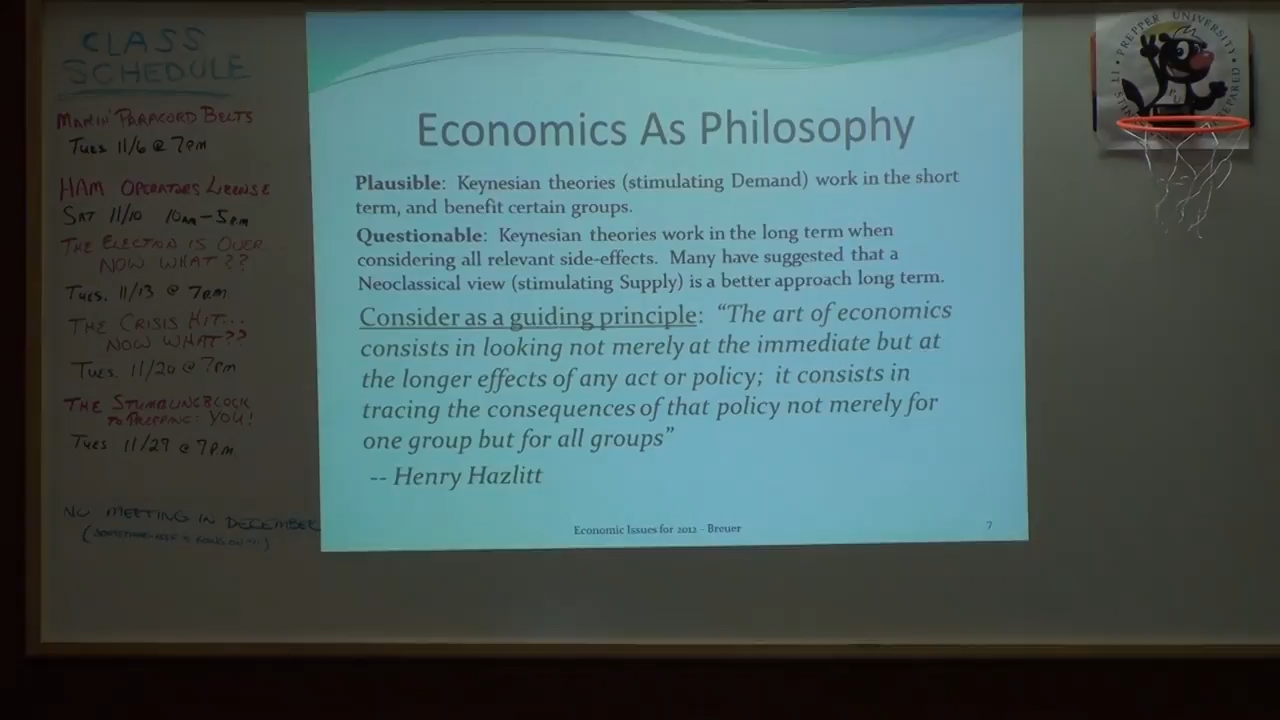 CLASS
SCHEDULE
MAKIN' PARACORD BELTS
TUES 11/6 @ 7PM
HAM OPERATORS LICENSE
SAT 11/10 10AM-5PM
THE ELECTION IS OVER
NOW WHAT??
TUES. 11/13 @ 7PM
THE CRISIS HIT...
NOW WHAT??
TUES. 11/20 @ 7PM
THE STUMBLINGBLOCK
TO PREPPING: YOU!
TUES 11/27 @ 7PM
NO MEETING IN DECEMBER
Economics As Philosophy
Plausible: Keynesian theories (stimulating Demand) work in the short
term, and benefit certain groups.
Questionable: Keynesian theories work in the long term when
considering all relevant side-effects. Many have suggested that a
Neoclassical view (stimulating Supply) is a better approach long term.
Consider as a guiding principle: “The art of economics
consists in looking not merely at the immediate but at
the longer effects of any act or policy; it consists in
tracing the consequences of that policy not merely for
one group but for all groups”
-- Henry Hazlitt
Economic Issues for 2012 - Breuer
7
PREPPER UNIVERSITY